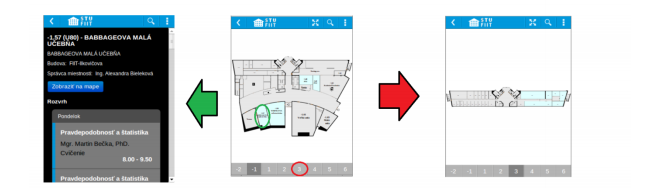 STU
FIIT
-1.57 (U80) - BABBAGEOVA MALÁ
UČEBŇA
BABBAGEOVA MALÁ UČEBŇA
Budova: FIIT-Ilkovičova
Správca miestnosti: Ing. Alexandra Bieleková
Zobraziť na mape
Rozvrh
Pondelok
Pravdepodobnosť a štatistika
Mgr. Martin Bečka, PhD.
Cvičenie
8.00 - 9.50
Pravdepodobnosť a štatistika
STU
FIIT
-2 -1 1 2 3 4 5 6
STU
FIIT
-2 -1 1 2 3 4 5 6